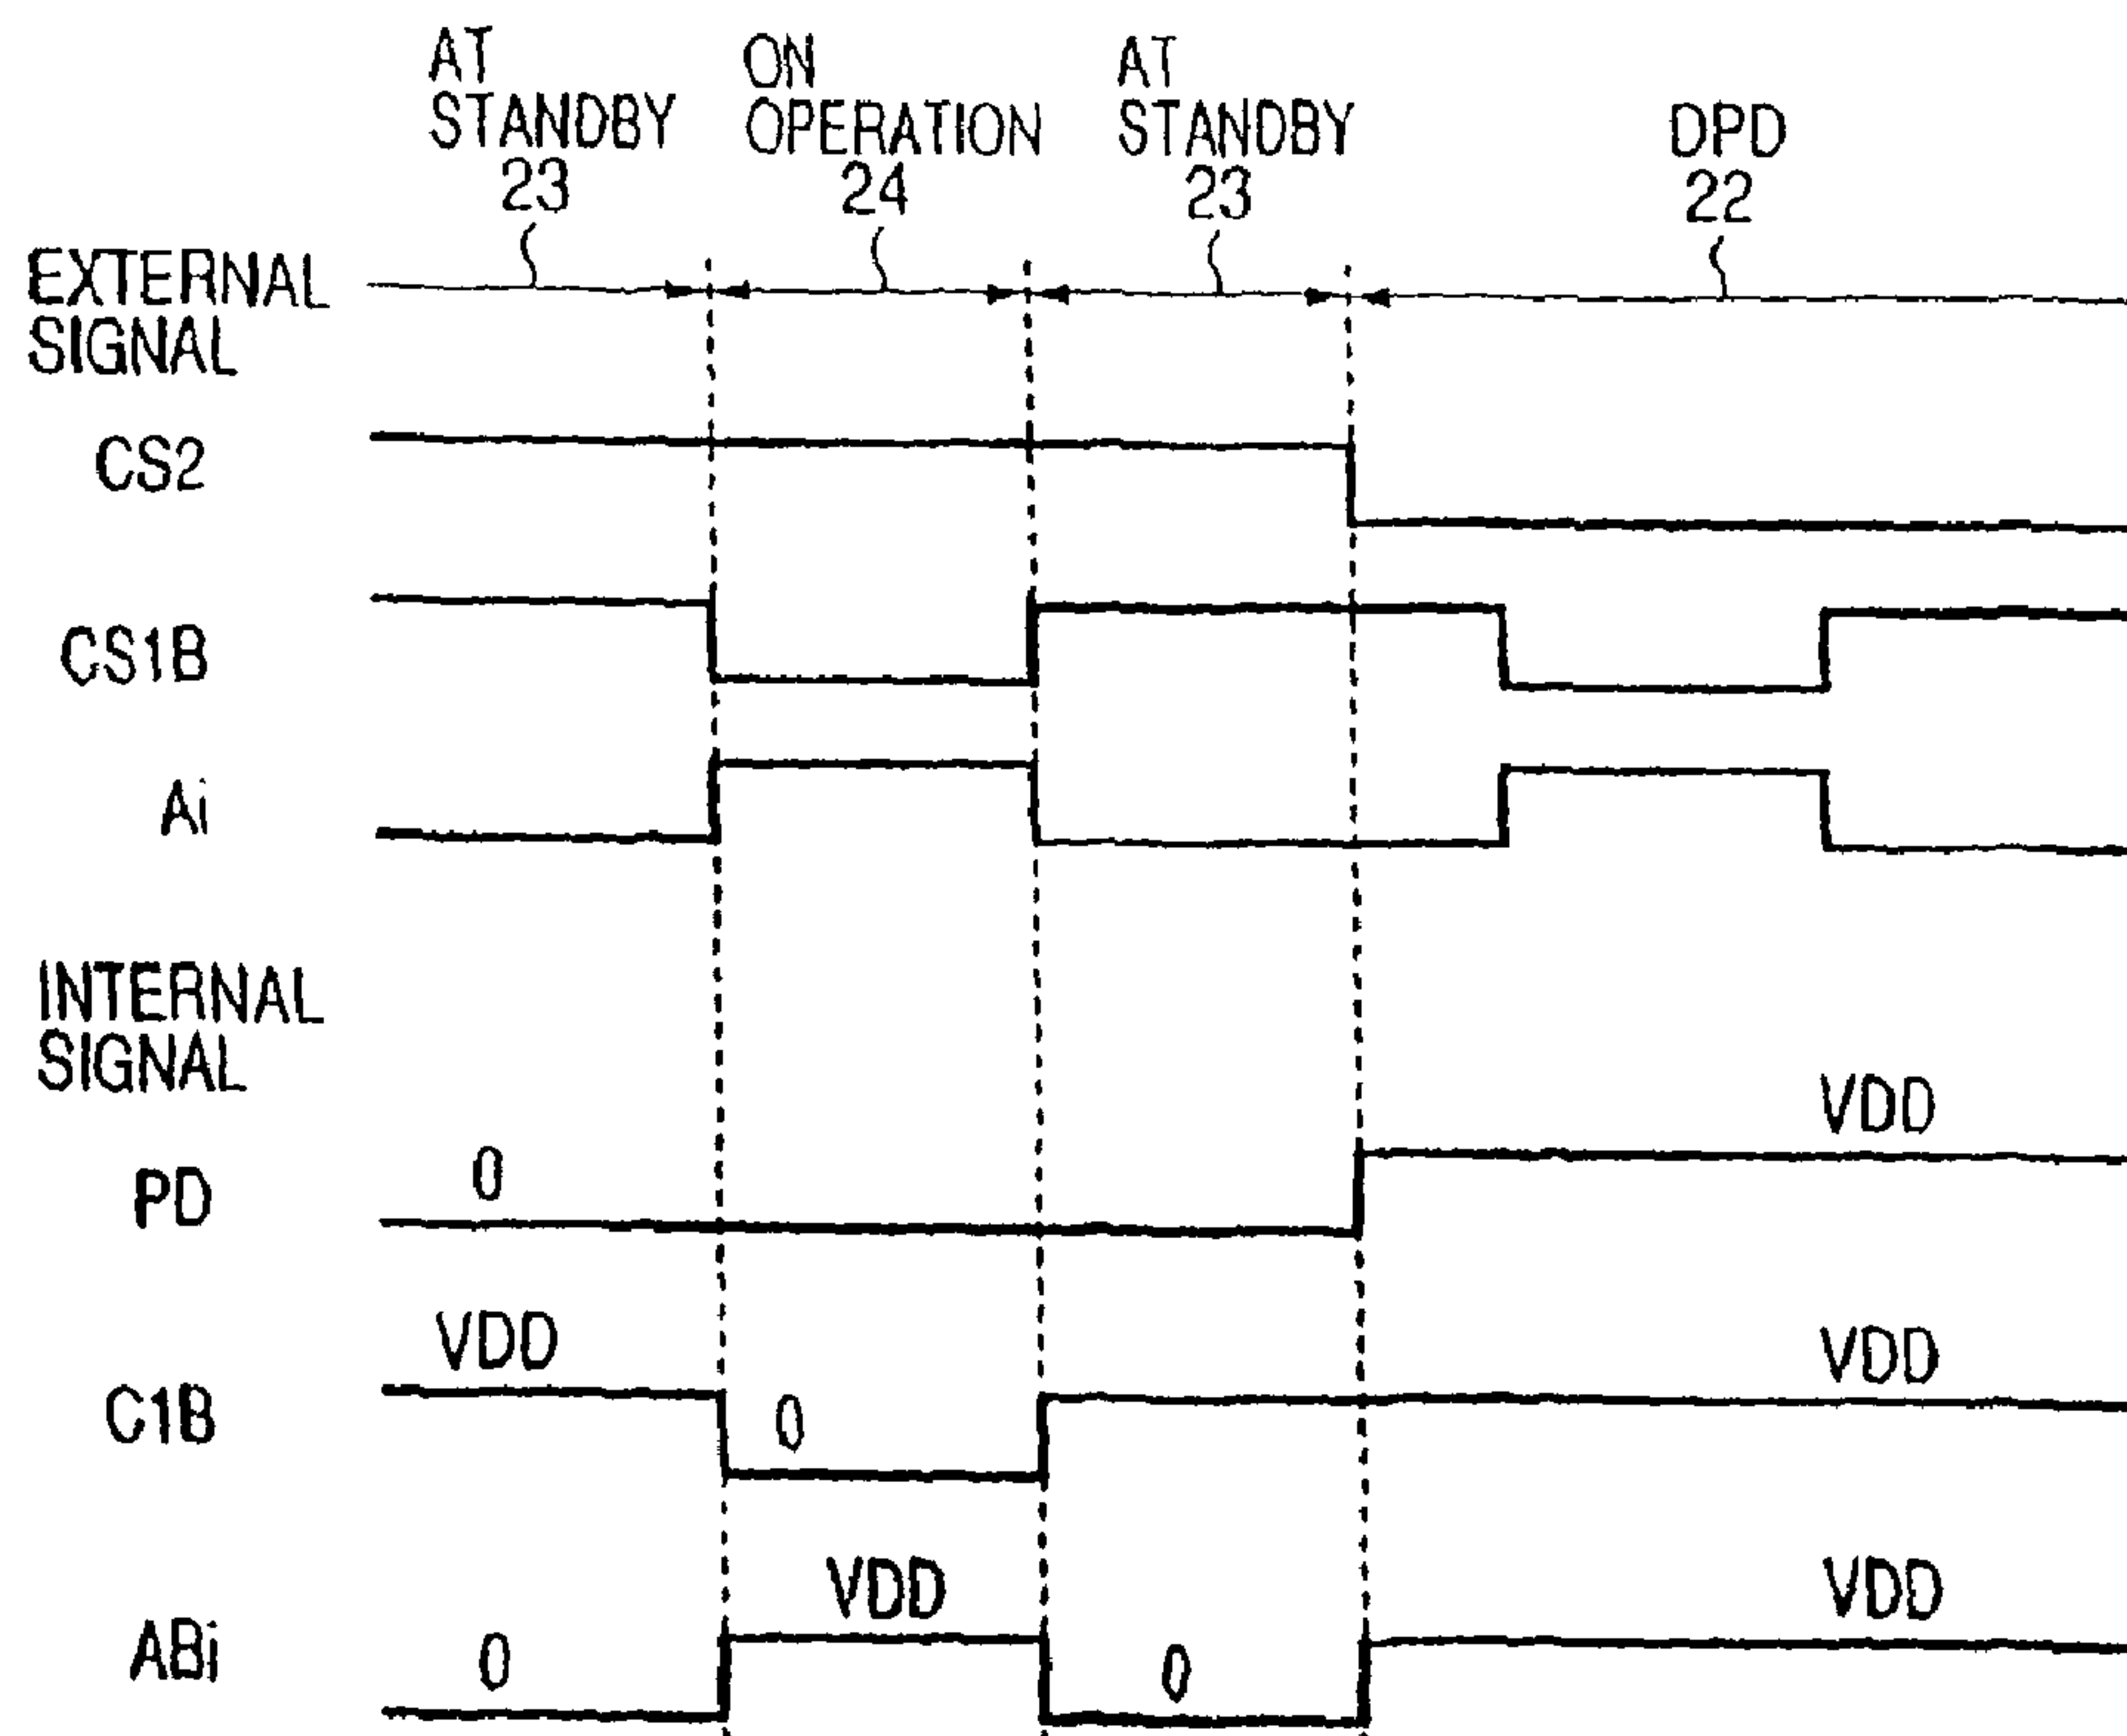 AT
STANDBY
23
ON
OPERATION
24
AT
STANDBY
23
DPD
22
EXTERNAL
SIGNAL
CS2
CS1B
Ai
INTERNAL
SIGNAL
PD
0
VDD
C1B
VDD
0
VDD
ABi
0
VDD
0
VDD